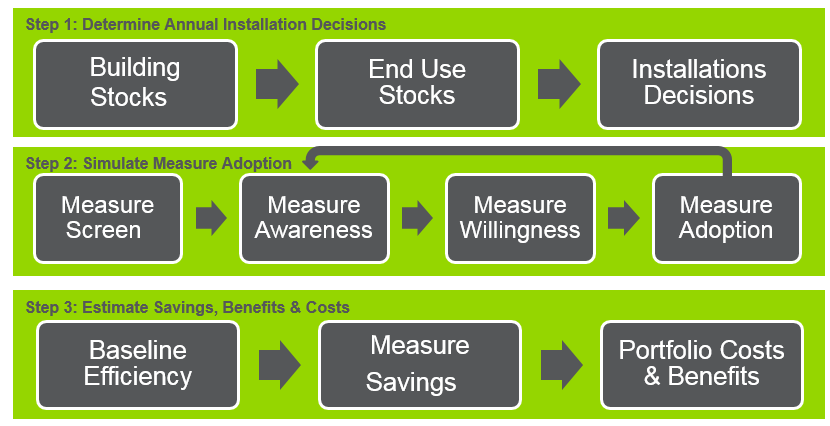 Step 1: Determine Annual Installation Decisions
Building
Stocks
End Use
Stocks
Installations
Decisions
Step 2: Simulate Measure Adoption
Measure
Screen
Measure
Awareness
Measure
Willingness
Measure
Adoption
Step 3: Estimate Savings, Benefits & Costs
Baseline
Efficiency
Measure
Savings
Portfolio Costs
& Benefits